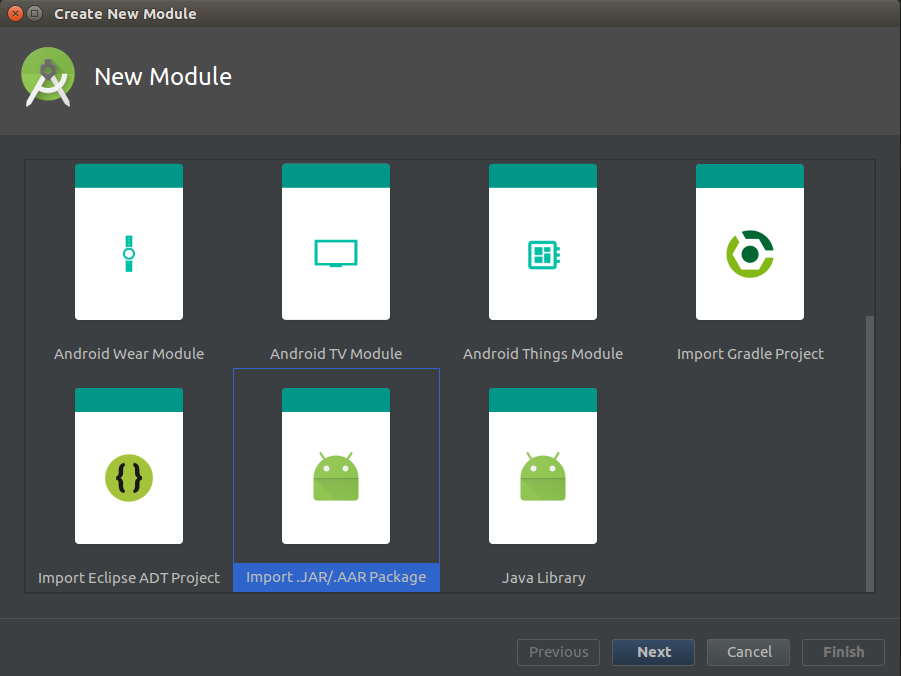 Create New Module
New Module
Android Wear Module
Android TV Module
Android Things Module
Import Gradle Project
{}
Import Eclipse ADT Project
Import .JAR/.AAR Package
Java Library
Previous
Next
Cancel
Finish